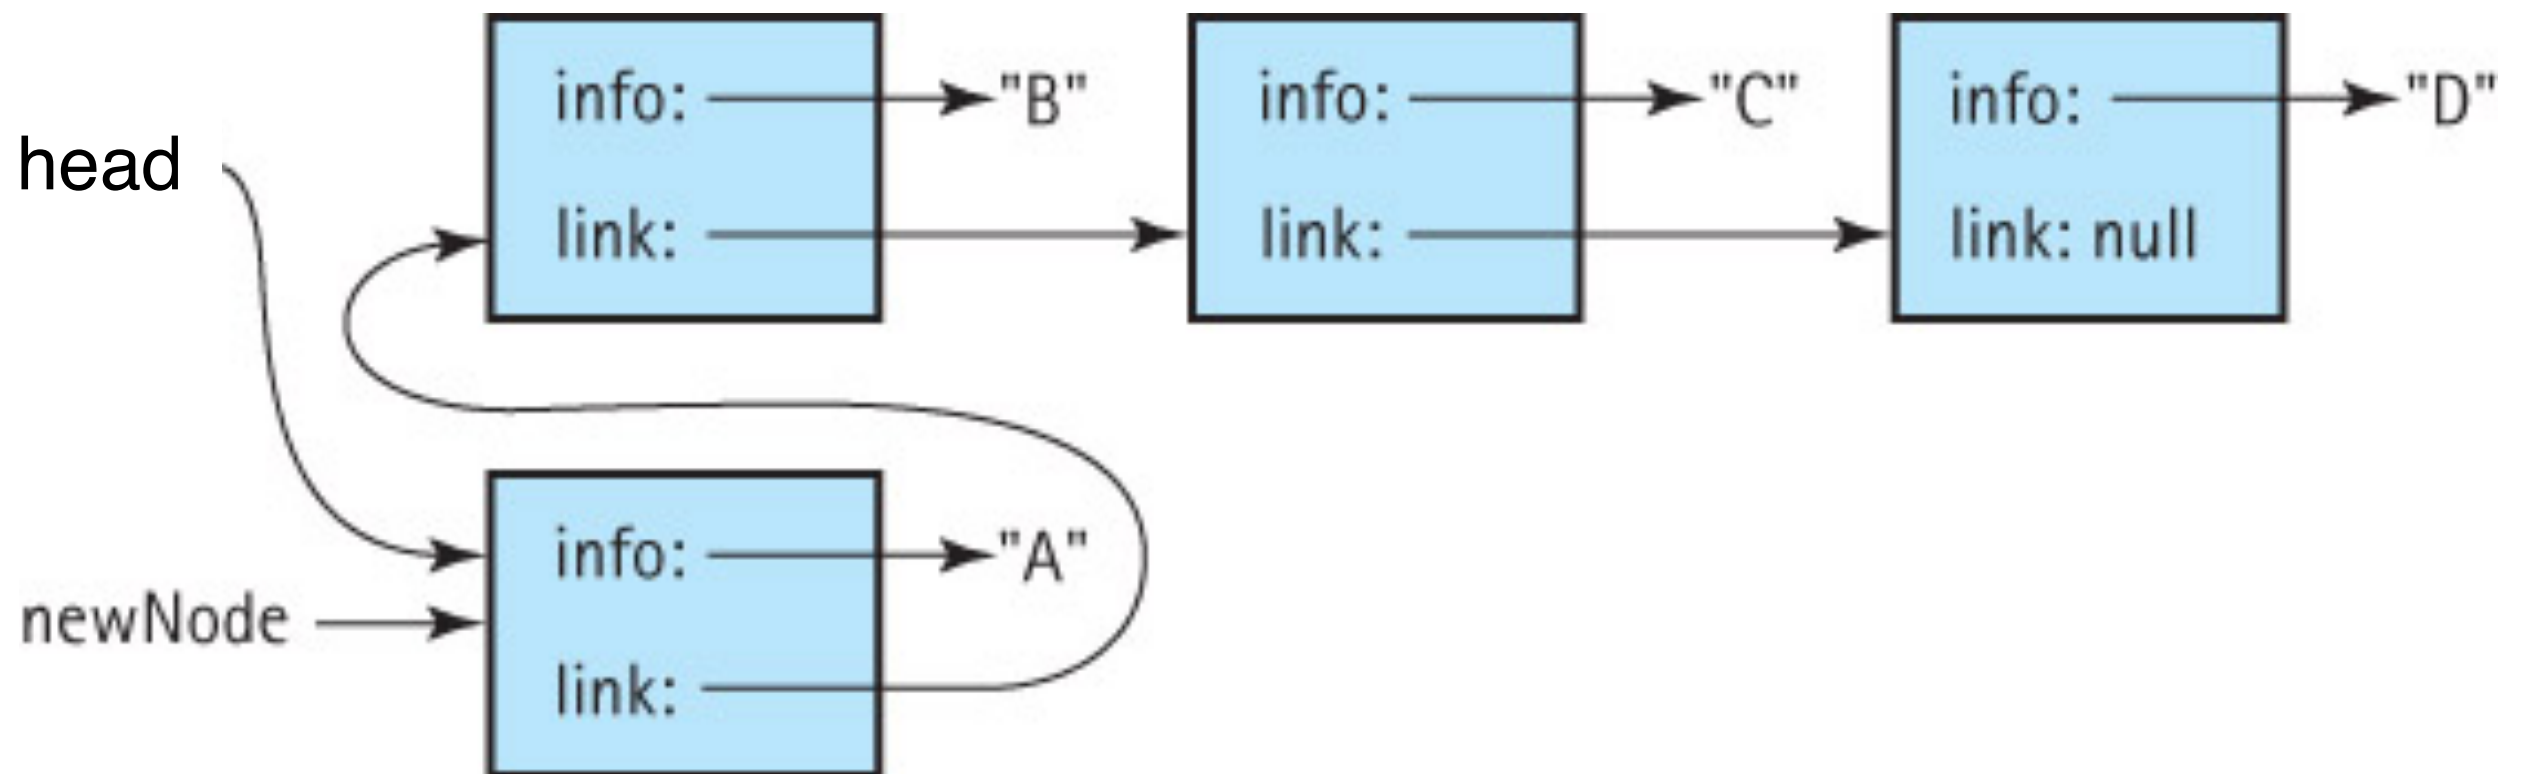 info: "B"
info: "C"
info: "D"
head
link:
link:
link: null
info: "A"
newNode
link: